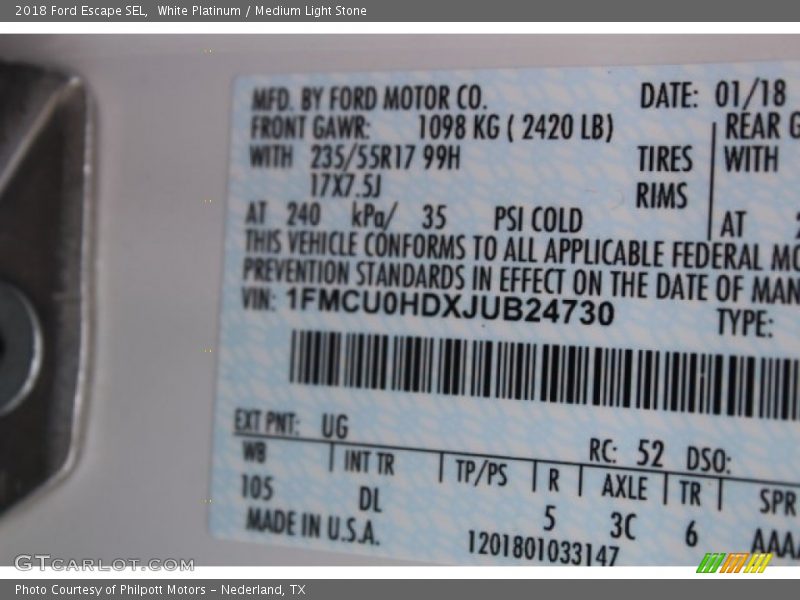 2018 Ford Escape SEL,  White Platinum / Medium Light Stone
MFD. BY FORD MOTOR CO.
DATE: 01/18
FRONT GAWR: 1098 KG ( 2420 LB)
REAR G
WITH 235/55R17 99H TIRES
WITH
17X7.5J RIMS
AT 240 kPa/ 35 PSI COLD
AT 2
THIS VEHICLE CONFORMS TO ALL APPLICABLE FEDERAL MO
PREVENTION STANDARDS IN EFFECT ON THE DATE OF MAN
VIN: 1FMCU0HDXJUB24730
TYPE:
EXT PNT: UG
RC: 52 DSO:
WB INT TR TP/PS R AXLE TR SPR
105 DL 5 3C 6 AAAA
MADE IN U.S.A.
1201801033147
GTcarlot.com
Photo Courtesy of Philpott Motors - Nederland, TX